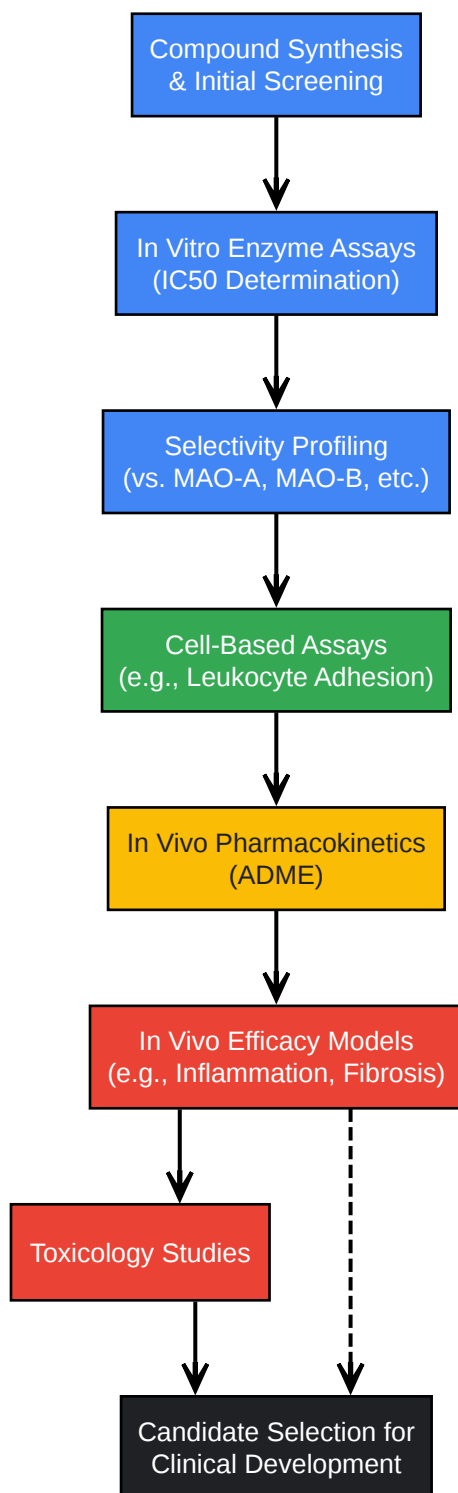 Compound Synthesis
& Initial Screening
In Vitro Enzyme Assays
(IC50 Determination)
Selectivity Profiling
(vs. MAO-A, MAO-B, etc.)
Cell-Based Assays
(e.g., Leukocyte Adhesion)
In Vivo Pharmacokinetics
(ADME)
In Vivo Efficacy Models
(e.g., Inflammation, Fibrosis)
Toxicology Studies
Candidate Selection for
Clinical Development